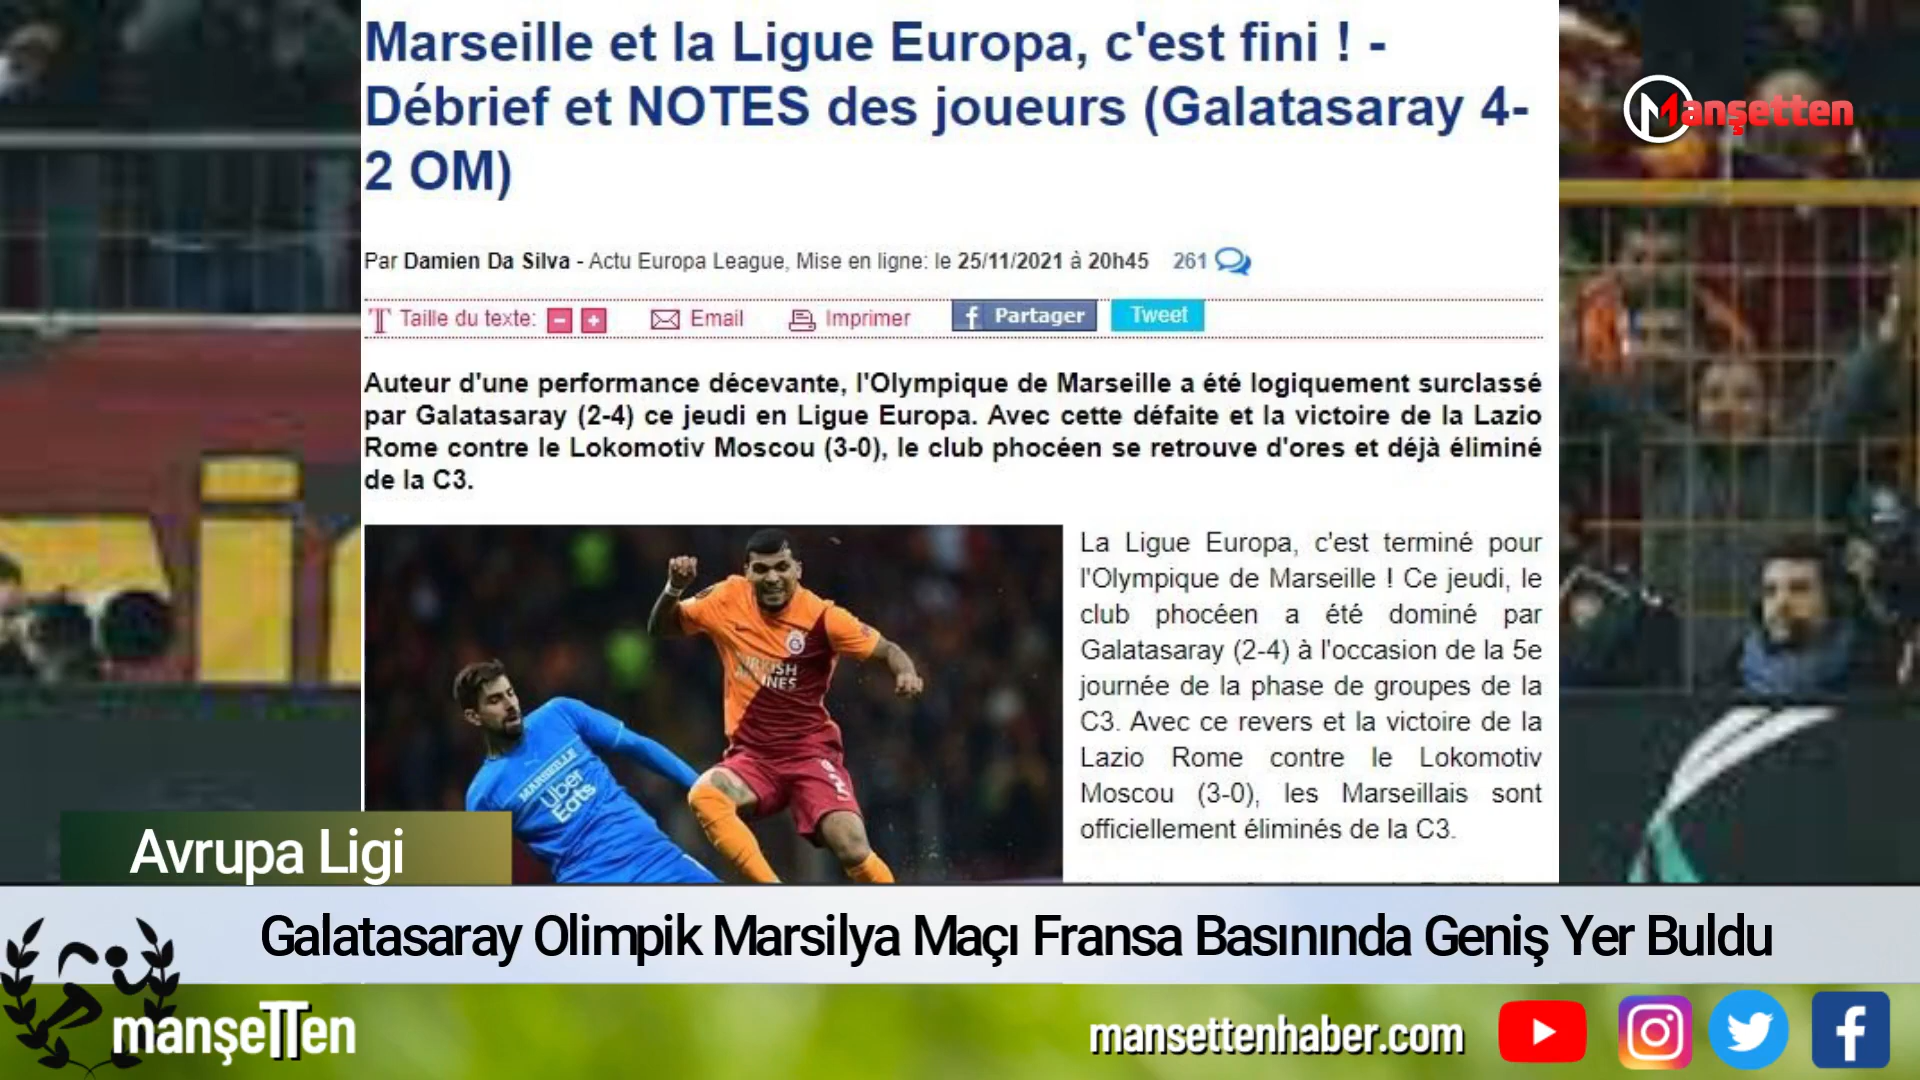 Marseille et la Ligue Europa, c'est fini ! -
Débrief et NOTES des joueurs (Galatasaray 4-
2 OM)
Manşetten
Par Damien Da Silva - Actu Europa League, Mise en ligne: le 25/11/2021 à 20h45 261
Taille du texte: - + Email Imprimer Partager Tweet
Auteur d'une performance décevante, l'Olympique de Marseille a été logiquement surclassé
par Galatasaray (2-4) ce jeudi en Ligue Europa. Avec cette défaite et la victoire de la Lazio
Rome contre le Lokomotiv Moscou (3-0), le club phocéen se retrouve d'ores et déjà éliminé
de la C3.
La Ligue Europa, c'est terminé pour
l'Olympique de Marseille ! Ce jeudi, le
club phocéen a été dominé par
Galatasaray (2-4) à l'occasion de la 5e
journée de la phase de groupes de la
C3. Avec ce revers et la victoire de la
Lazio Rome contre le Lokomotiv
Moscou (3-0), les Marseillais sont
officiellement éliminés de la C3.
MARSEILLE
Uber
Eats
Avrupa Ligi
Galatasaray Olimpik Marsilya Maçı Fransa Basınında Geniş Yer Buldu
manşeTTen
mansettenhaber.com